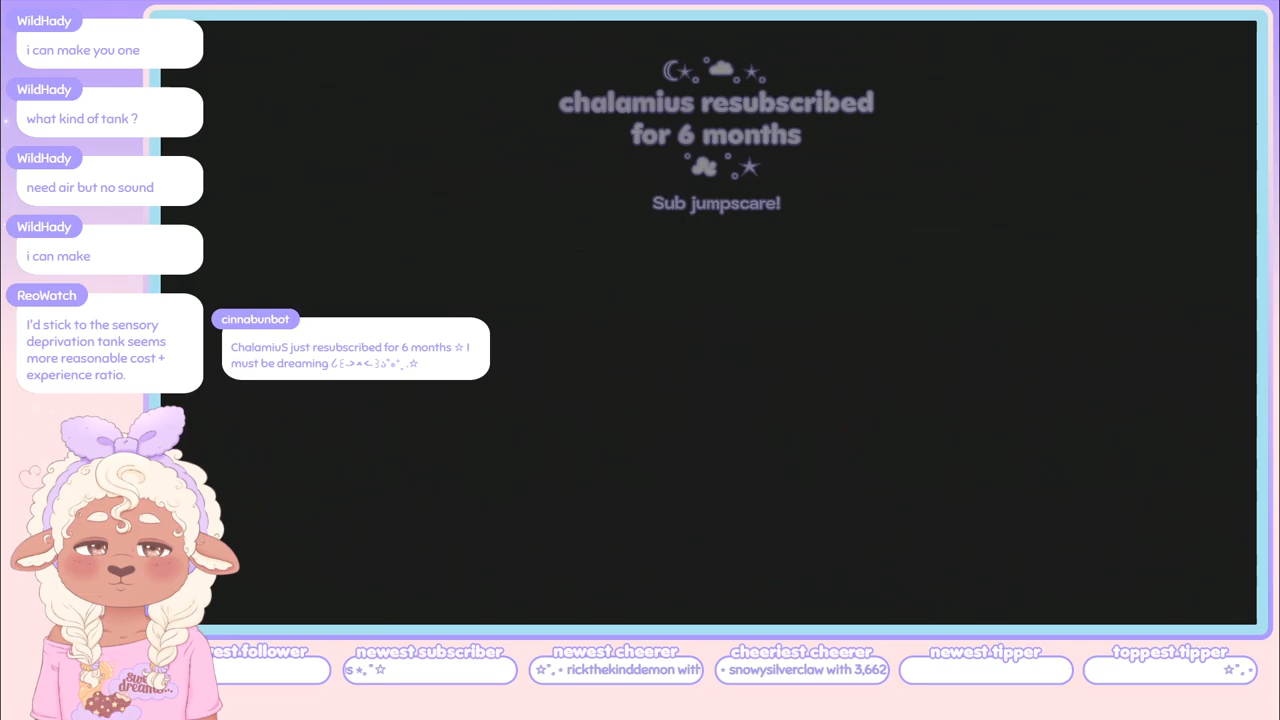 WildHady
i can make you one
WildHady
what kind of tank ?
WildHady
need air but no sound
WildHady
i can make
ReoWatch
I'd stick to the sensory
deprivation tank seems
more reasonable cost +
experience ratio.
chalamius resubscribed
for 6 months
Sub jumpscare!
cinnabunbot
ChalamiuS just resubscribed for 6 months ☆ I
must be dreaming
follower
newest subscriber
newest cheerer
cheeriest cheerer
newest tipper
toppest tipper
rickthekinddemon with
snowysilverclaw with 3,662